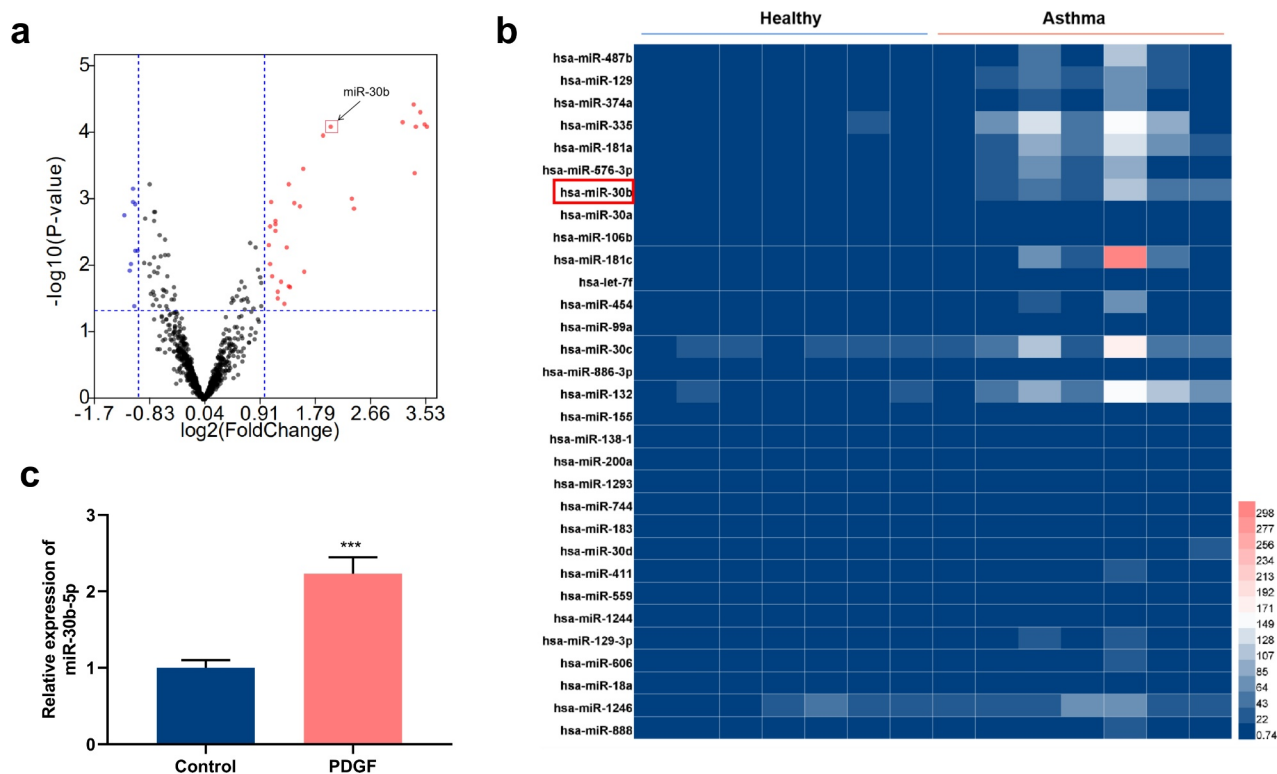 a
5
4
3
2
1
0
-log10(P-value)
miR-30b
-1.7 -0.83 0.04 0.91 1.79 2.66 3.53
log2(FoldChange)
b
Healthy Asthma
hsa-miR-487b
hsa-miR-129
hsa-miR-374a
hsa-miR-335
hsa-miR-181a
hsa-miR-576-3p
hsa-miR-30b
hsa-miR-30a
hsa-miR-106b
hsa-miR-181c
hsa-let-7f
hsa-miR-454
hsa-miR-99a
hsa-miR-30c
hsa-miR-886-3p
hsa-miR-132
hsa-miR-155
hsa-miR-138-1
hsa-miR-200a
hsa-miR-1293
hsa-miR-744
hsa-miR-183
hsa-miR-30d
hsa-miR-411
hsa-miR-559
hsa-miR-1244
hsa-miR-129-3p
hsa-miR-606
hsa-miR-18a
hsa-miR-1246
hsa-miR-888
298
277
256
234
213
192
171
149
128
107
85
64
43
22
0.74
c
Relative expression of
miR-30b-5p
3
2
1
0
***
Control PDGF